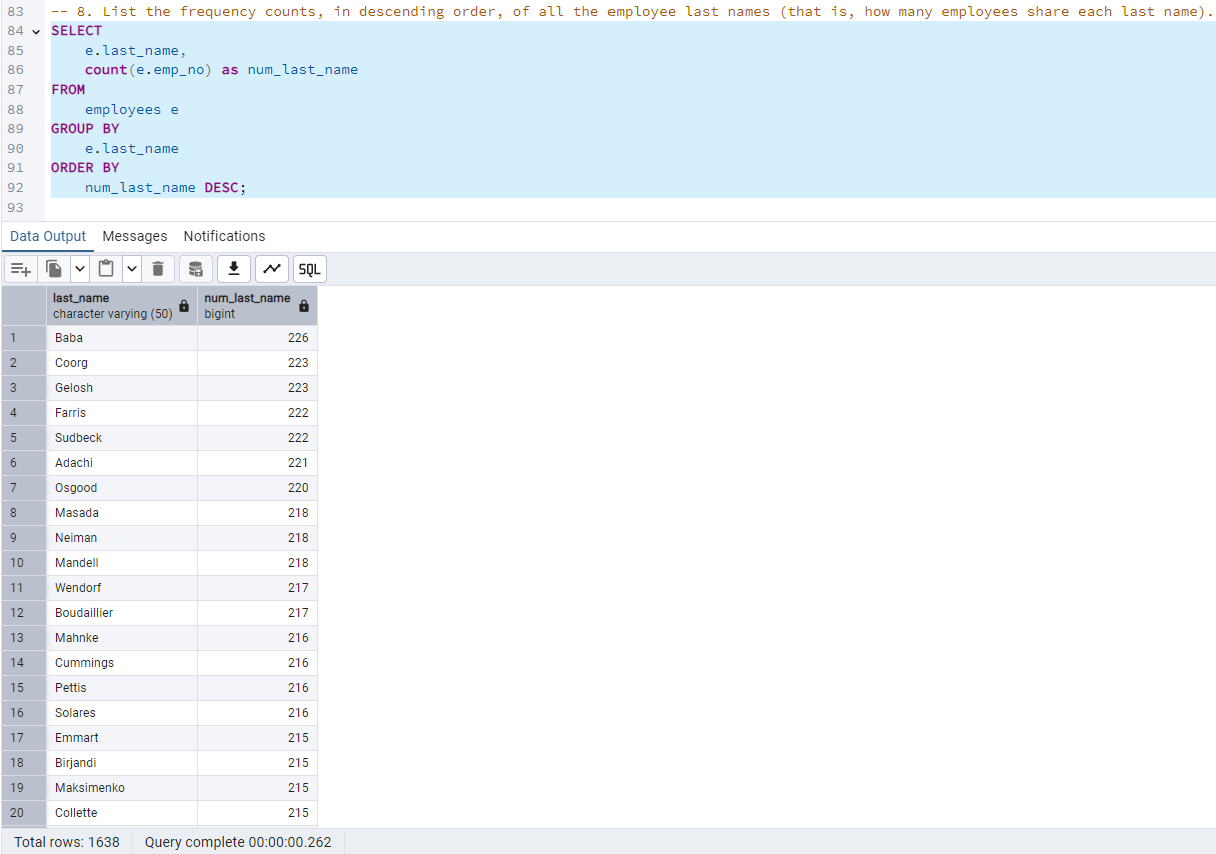 83 -- 8. List the frequency counts, in descending order, of all the employee last names (that is, how many employees share each last name).
84 SELECT
85 e.last_name,
86 count(e.emp_no) as num_last_name
87 FROM
88 employees e
89 GROUP BY
90 e.last_name
91 ORDER BY
92 num_last_name DESC;
93
Data Output Messages Notifications
SQL
last_name num_last_name
character varying (50) bigint
1 Baba 226
2 Coorg 223
3 Gelosh 223
4 Farris 222
5 Sudbeck 222
6 Adachi 221
7 Osgood 220
8 Masada 218
9 Neiman 218
10 Mandell 218
11 Wendorf 217
12 Boudaillier 217
13 Mahnke 216
14 Cummings 216
15 Pettis 216
16 Solares 216
17 Emmart 215
18 Birjandi 215
19 Maksimenko 215
20 Collette 215
Total rows: 1638 Query complete 00:00:00.262